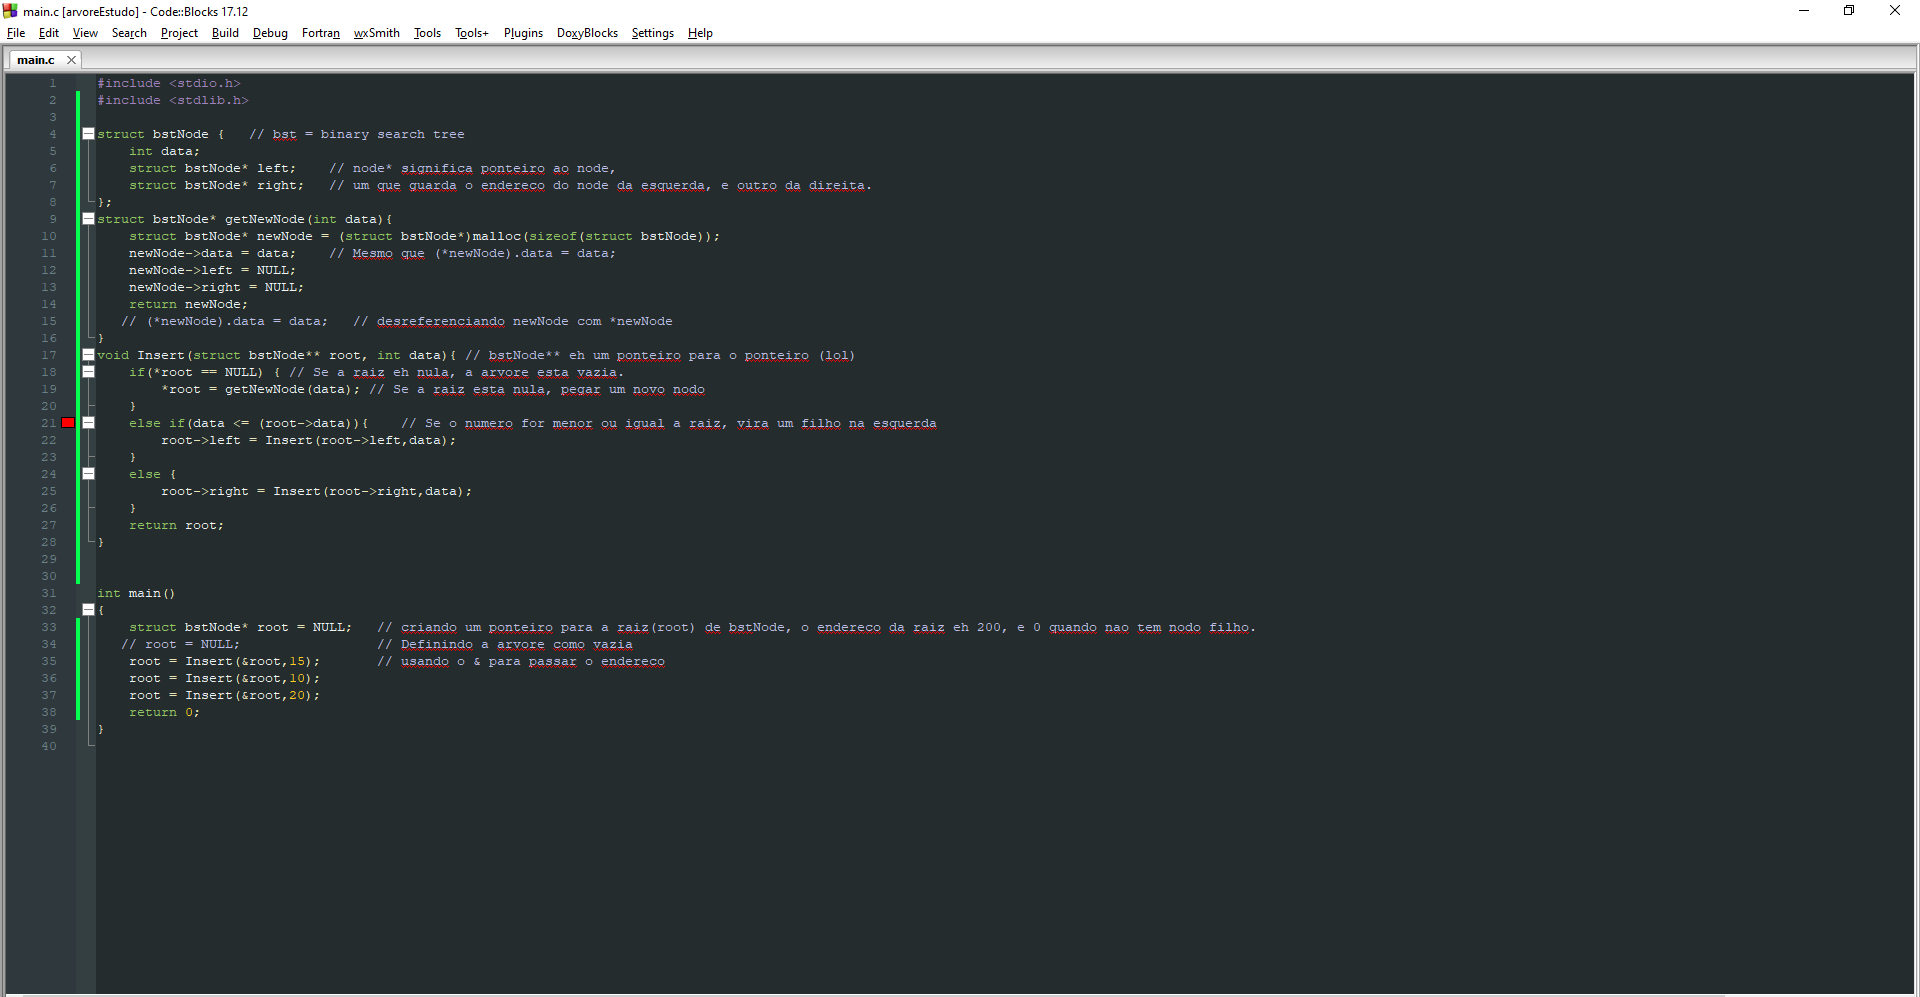 main.c [arvoreEstudo] - Code::Blocks 17.12
File Edit View Search Project Build Debug Fortran wxSmith Tools Tools+ Plugins DoxyBlocks Settings Help
main.c
1 #include <stdio.h>
2 #include <stdlib.h>
3
4 struct bstNode {   // bst = binary search tree
5     int data;
6     struct bstNode* left;    // node* significa ponteiro ao node,
7     struct bstNode* right;   // um que guarda o endereco do node da esquerda, e outro da direita.
8 };
9 struct bstNode* getNewNode(int data){
10     struct bstNode* newNode = (struct bstNode*)malloc(sizeof(struct bstNode));
11     newNode->data = data;    // Mesmo que (*newNode).data = data;
12     newNode->left = NULL;
13     newNode->right = NULL;
14     return newNode;
15    // (*newNode).data = data;   // desreferenciando newNode com *newNode
16 }
17 void Insert(struct bstNode** root, int data){ // bstNode** eh um ponteiro para o ponteiro (lol)
18     if(*root == NULL) { // Se a raiz eh nula, a arvore esta vazia.
19         *root = getNewNode(data); // Se a raiz esta nula, pegar um novo nodo
20     }
21     else if(data <= (root->data)){    // Se o numero for menor ou igual a raiz, vira um filho na esquerda
22         root->left = Insert(root->left,data);
23     }
24     else {
25         root->right = Insert(root->right,data);
26     }
27     return root;
28 }
29
30
31 int main()
32 {
33     struct bstNode* root = NULL;   // criando um ponteiro para a raiz(root) de bstNode, o endereco da raiz eh 200, e 0 quando nao tem nodo filho.
34    // root = NULL;                 // Definindo a arvore como vazia
35     root = Insert(&root,15);       // usando o & para passar o endereco
36     root = Insert(&root,10);
37     root = Insert(&root,20);
38     return 0;
39 }
40